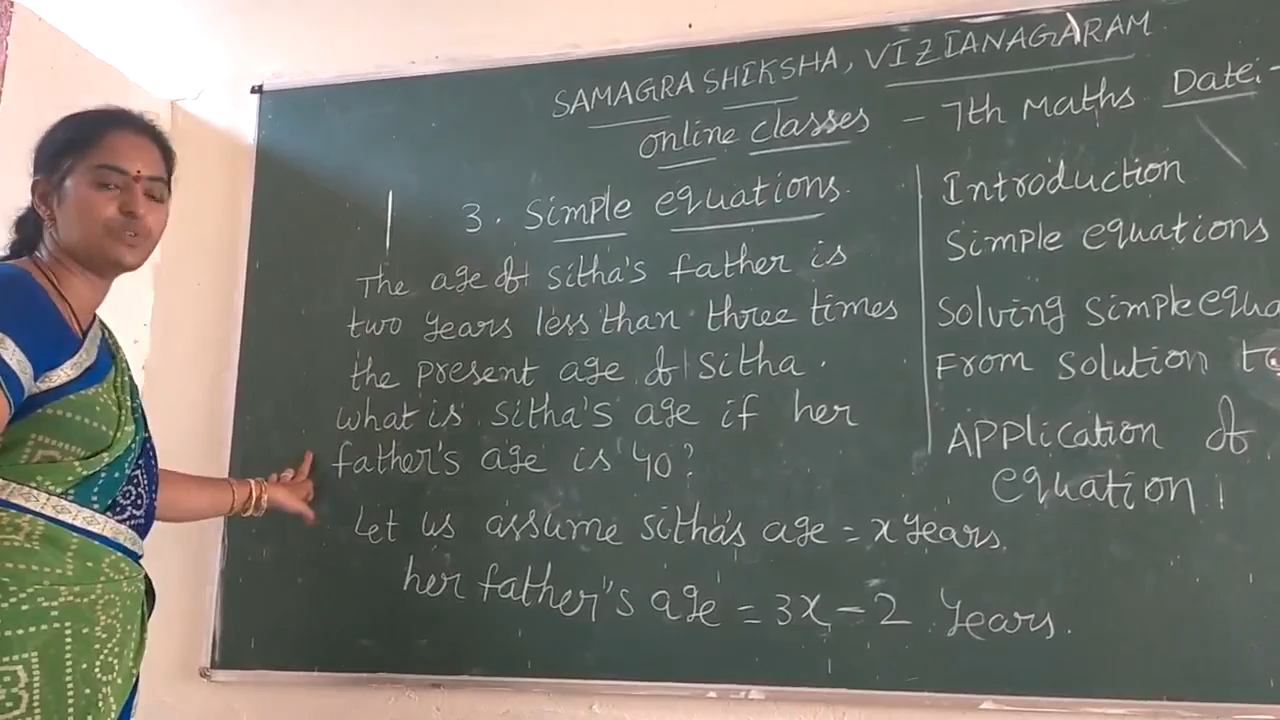 SAMAGRA SHIKSHA, VIZIANAGARAM
online classes - 7th Maths Date:-
3. Simple equations.
The age of sitha's father is
two years less than three times
the present age of sitha.
What is sitha's age if her
father's age is 40?
Let us assume sitha's age = x years.
her father's age = 3x - 2 years.
Introduction
Simple equations
Solving simple equa
From solution to
Application of
equation